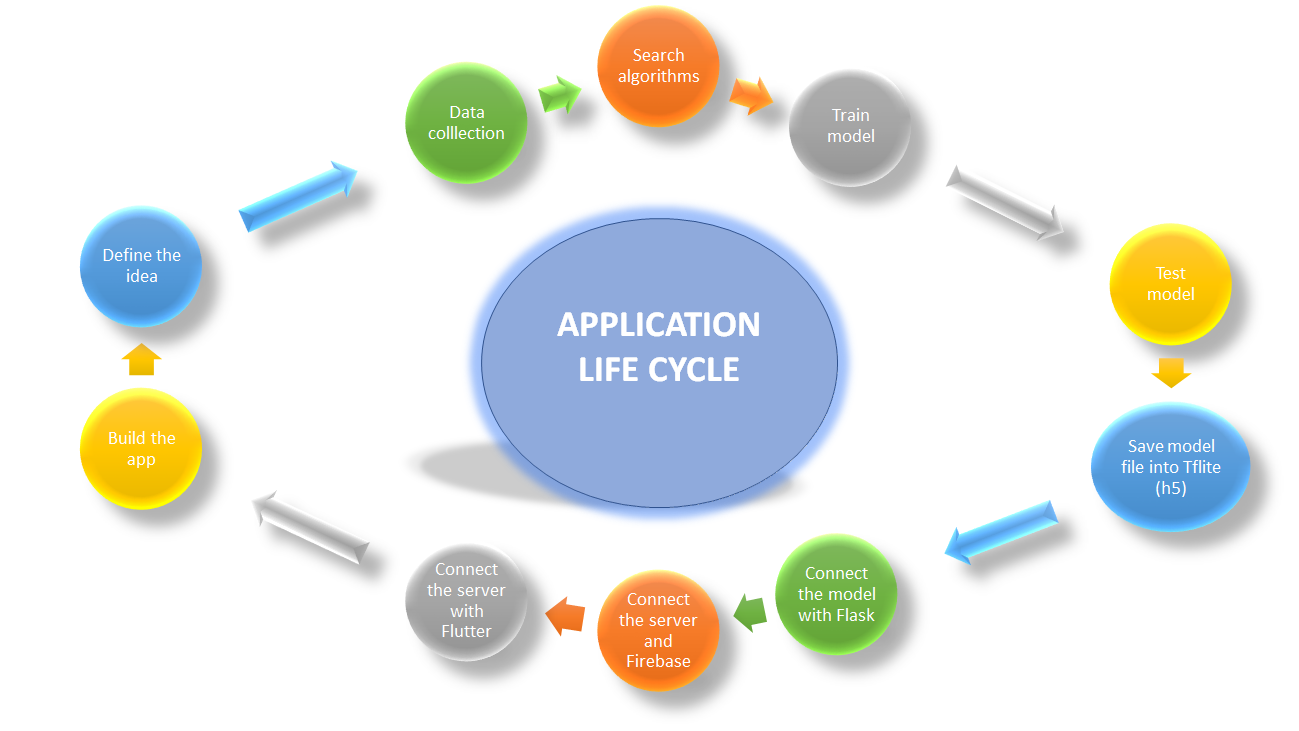 Search
algorithms
Data
colllection
Train
model
Define the
idea
Test
model
APPLICATION
LIFE CYCLE
Build the
app
Save model
file into Tflite
(h5)
Connect
the server
with
Flutter
Connect
the server
and
Firebase
Connect
the model
with Flask